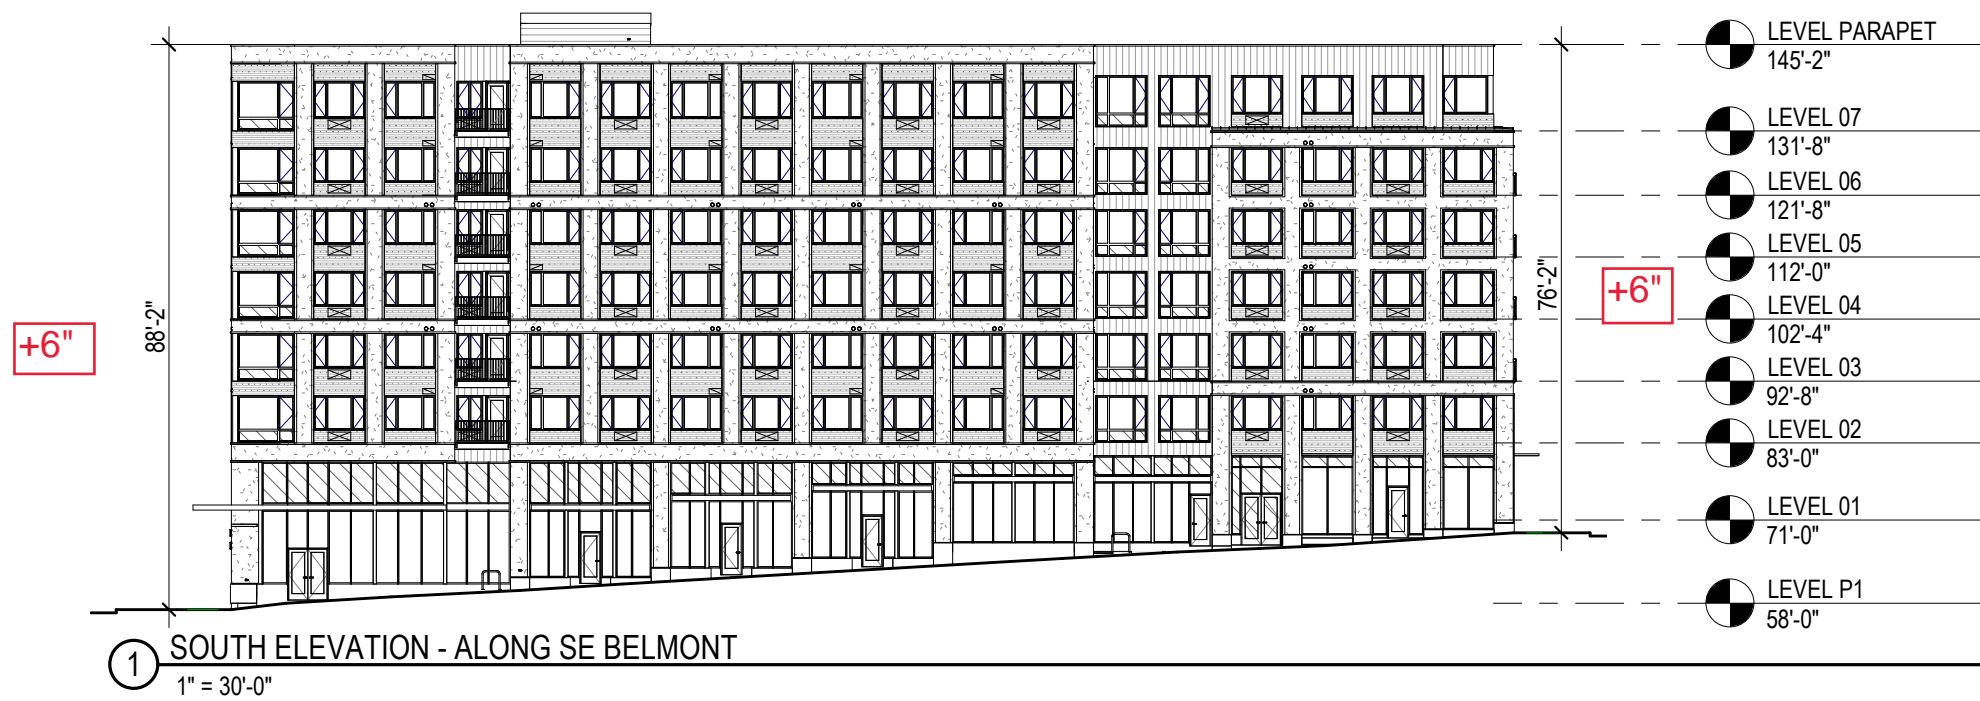 LEVEL PARAPET
145'-2"
LEVEL 07
131'-8"
LEVEL 06
121'-8"
LEVEL 05
112'-0"
LEVEL 04
102'-4"
LEVEL 03
92'-8"
LEVEL 02
83'-0"
LEVEL 01
71'-0"
LEVEL P1
58'-0"
88'-2"
76'-2"
+6"
+6"
1
SOUTH ELEVATION - ALONG SE BELMONT
1" = 30'-0"